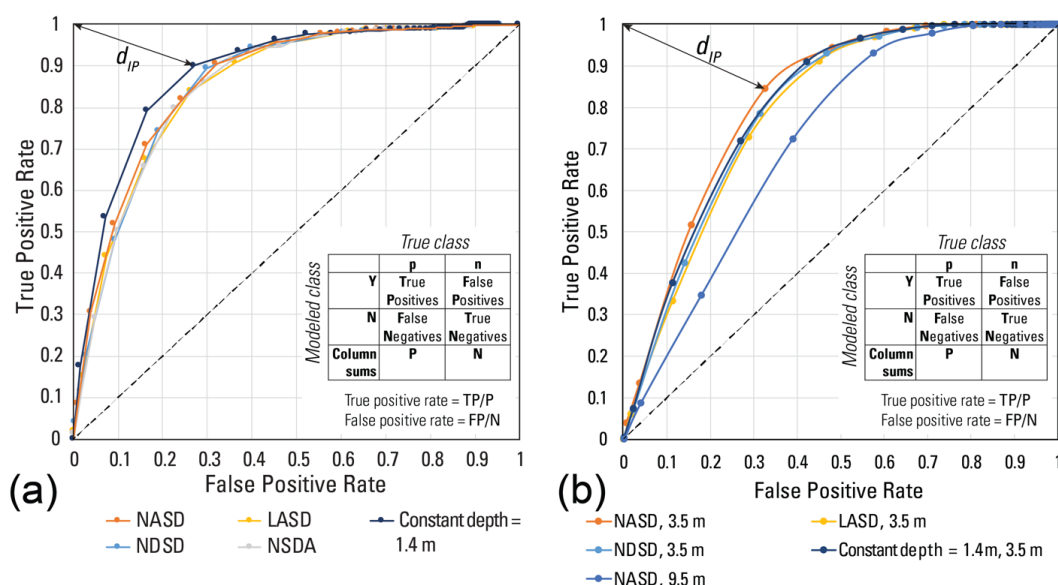 1
0.9
0.8
0.7
0.6
0.5
0.4
0.3
0.2
0.1
0
True Positive Rate
d_IP
True class
Modeled class
p n
Y True Positives False Positives
N False Negatives True Negatives
Column sums P N
True positive rate = TP/P
False positive rate = FP/N
0 0.1 0.2 0.3 0.4 0.5 0.6 0.7 0.8 0.9 1
False Positive Rate
(a)
NASD LASD Constant depth =
NDSD NSDA 1.4 m
1
0.9
0.8
0.7
0.6
0.5
0.4
0.3
0.2
0.1
0
True Positive Rate
d_IP
True class
Modeled class
p n
Y True Positives False Positives
N False Negatives True Negatives
Column sums P N
True positive rate = TP/P
False positive rate = FP/N
0 0.1 0.2 0.3 0.4 0.5 0.6 0.7 0.8 0.9 1
False Positive Rate
(b)
NASD, 3.5 m LASD, 3.5 m
NDSD, 3.5 m Constant depth = 1.4m, 3.5 m
NASD, 9.5 m